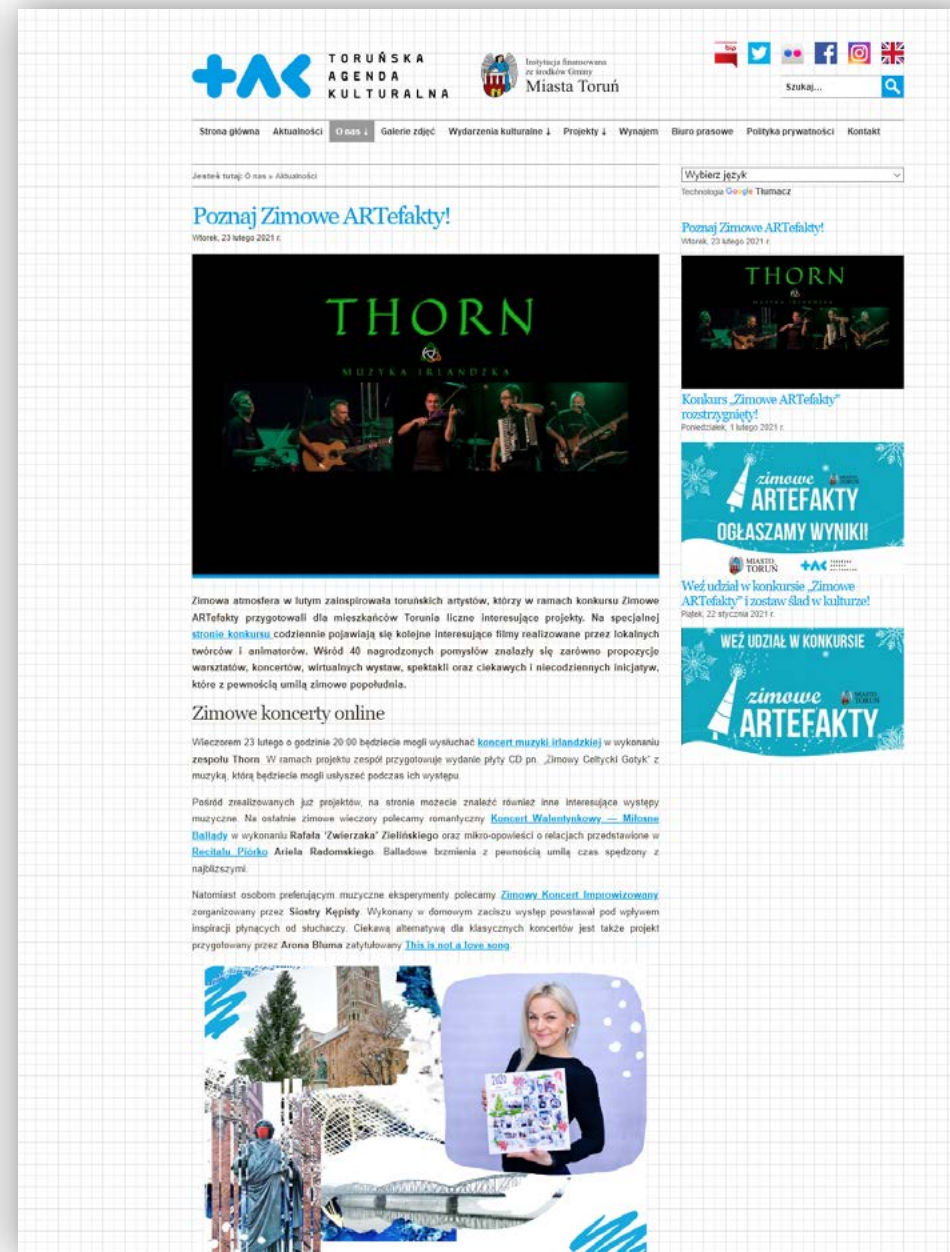 TORUŃSKA
AGENDA
KULTURALNA
Instytucja finansowana
ze środków Gminy
Miasta Toruń
bip
Szukaj...
Strona główna Aktualności O nas ↓ Galerie zdjęć Wydarzenia kulturalne ↓ Projekty ↓ Wynajem Biuro prasowe Polityka prywatności Kontakt
Jesteś tutaj: O nas » Aktualności
Poznaj Zimowe ARTefakty!
Wtorek, 23 lutego 2021 r.
THORN
MUZYKA IRLANDZKA
Zimowa atmosfera w lutym zainspirowała toruńskich artystów, którzy w ramach konkursu Zimowe
ARTefakty przygotowali dla mieszkańców Torunia liczne interesujące projekty. Na specjalnej
stronie konkursu codziennie pojawiają się kolejne interesujące filmy realizowane przez lokalnych
twórców i animatorów. Wśród 40 nagrodzonych pomysłów znalazły się zarówno propozycje
warsztatów, koncertów, wirtualnych wystaw, spektakli oraz ciekawych i niecodziennych inicjatyw,
które z pewnością umilą zimowe popołudnia.
Zimowe koncerty online
Wieczorem 23 lutego o godzinie 20:00 będziecie mogli wysłuchać koncert muzyki irlandzkiej w wykonaniu
zespołu Thorn. W ramach projektu zespół przygotowuje wydanie płyty CD pn. „Zimowy Celtycki Gotyk" z
muzyką, którą będziecie mogli usłyszeć podczas ich występu.
Pośród zrealizowanych już projektów, na stronie możecie znaleźć również inne interesujące występy
muzyczne. Na ostatnie zimowe wieczory polecamy romantyczny Koncert Walentynkowy — Miłosne
Ballady w wykonaniu Rafała "Zwierzaka" Zielińskiego oraz mikro-opowieści o relacjach przedstawione w
Recitalu Piórko Ariela Radomskiego. Balladowe brzmienia z pewnością umilą czas spędzony z
najbliższymi.
Natomiast osobom preferującym muzyczne eksperymenty polecamy Zimowy Koncert Improwizowany
zorganizowany przez Siostry Kępisty. Wykonany w domowym zaciszu występ powstawał pod wpływem
inspiracji płynących od słuchaczy. Ciekawą alternatywą dla klasycznych koncertów jest także projekt
przygotowany przez Arona Bluma zatytułowany This is not a love song.
2021
Wybierz język
Technologia Google Tłumacz
Poznaj Zimowe ARTefakty!
Wtorek, 23 lutego 2021 r.
THORN
MUZYKA IRLANDZKA
Konkurs „Zimowe ARTefakty"
rozstrzygnięty!
Poniedziałek, 1 lutego 2021 r.
zimowe
MIASTO
TORUŃ
ARTEFAKTY
OGŁASZAMY WYNIKI!
MIASTO
TORUŃ
Weź udział w konkursie „Zimowe
ARTefakty" i zostaw ślad w kulturze!
Piątek, 22 stycznia 2021 r.
WEŹ UDZIAŁ W KONKURSIE
zimowe
MIASTO
TORUŃ
ARTEFAKTY